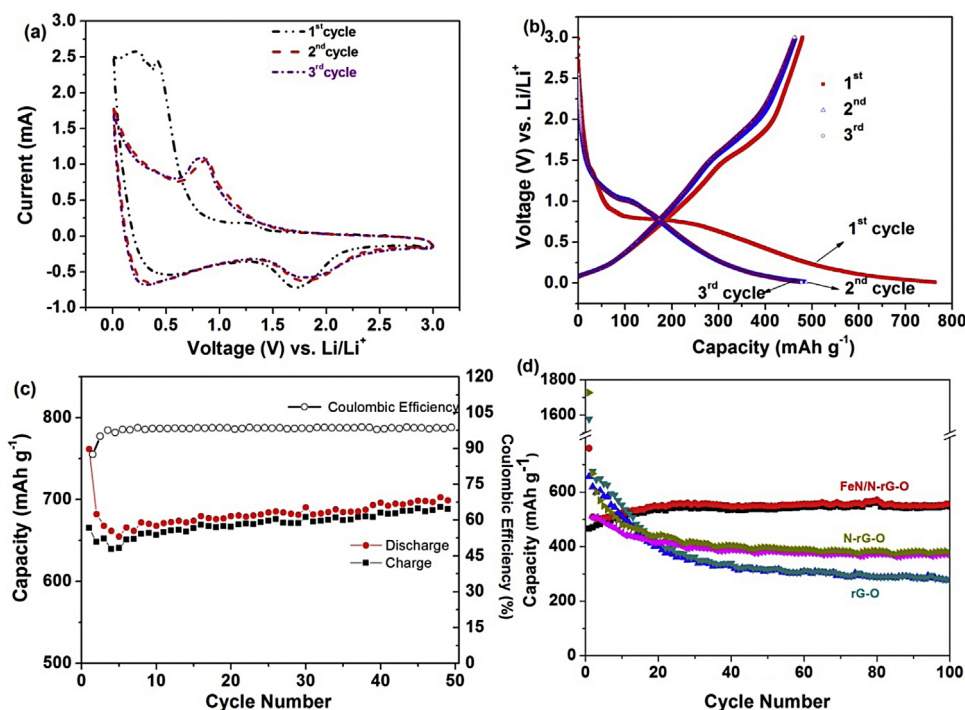 (a)
1st cycle
2nd cycle
3rd cycle
3.0
2.5
2.0
1.5
1.0
0.5
0.0
-0.5
-1.0
Current (mA)
0.0 0.5 1.0 1.5 2.0 2.5 3.0
Voltage (V) vs. Li/Li+
(b)
1st
2nd
3rd
3.0
2.5
2.0
1.5
1.0
0.5
0.0
Voltage (V) vs. Li/Li+
1st cycle
3rd cycle
2nd cycle
0 100 200 300 400 500 600 700 800
Capacity (mAh g-1)
(c)
Coulombic Efficiency
Discharge
Charge
800
700
600
500
Capacity (mAh g-1)
120
105
90
75
60
45
30
15
0
Coulombic Efficiency (%)
0 10 20 30 40 50
Cycle Number
(d)
1800
1600
600
400
200
0
Capacity (mAh g-1)
FeN/N-rG-O
N-rG-O
rG-O
0 20 40 60 80 100
Cycle Number